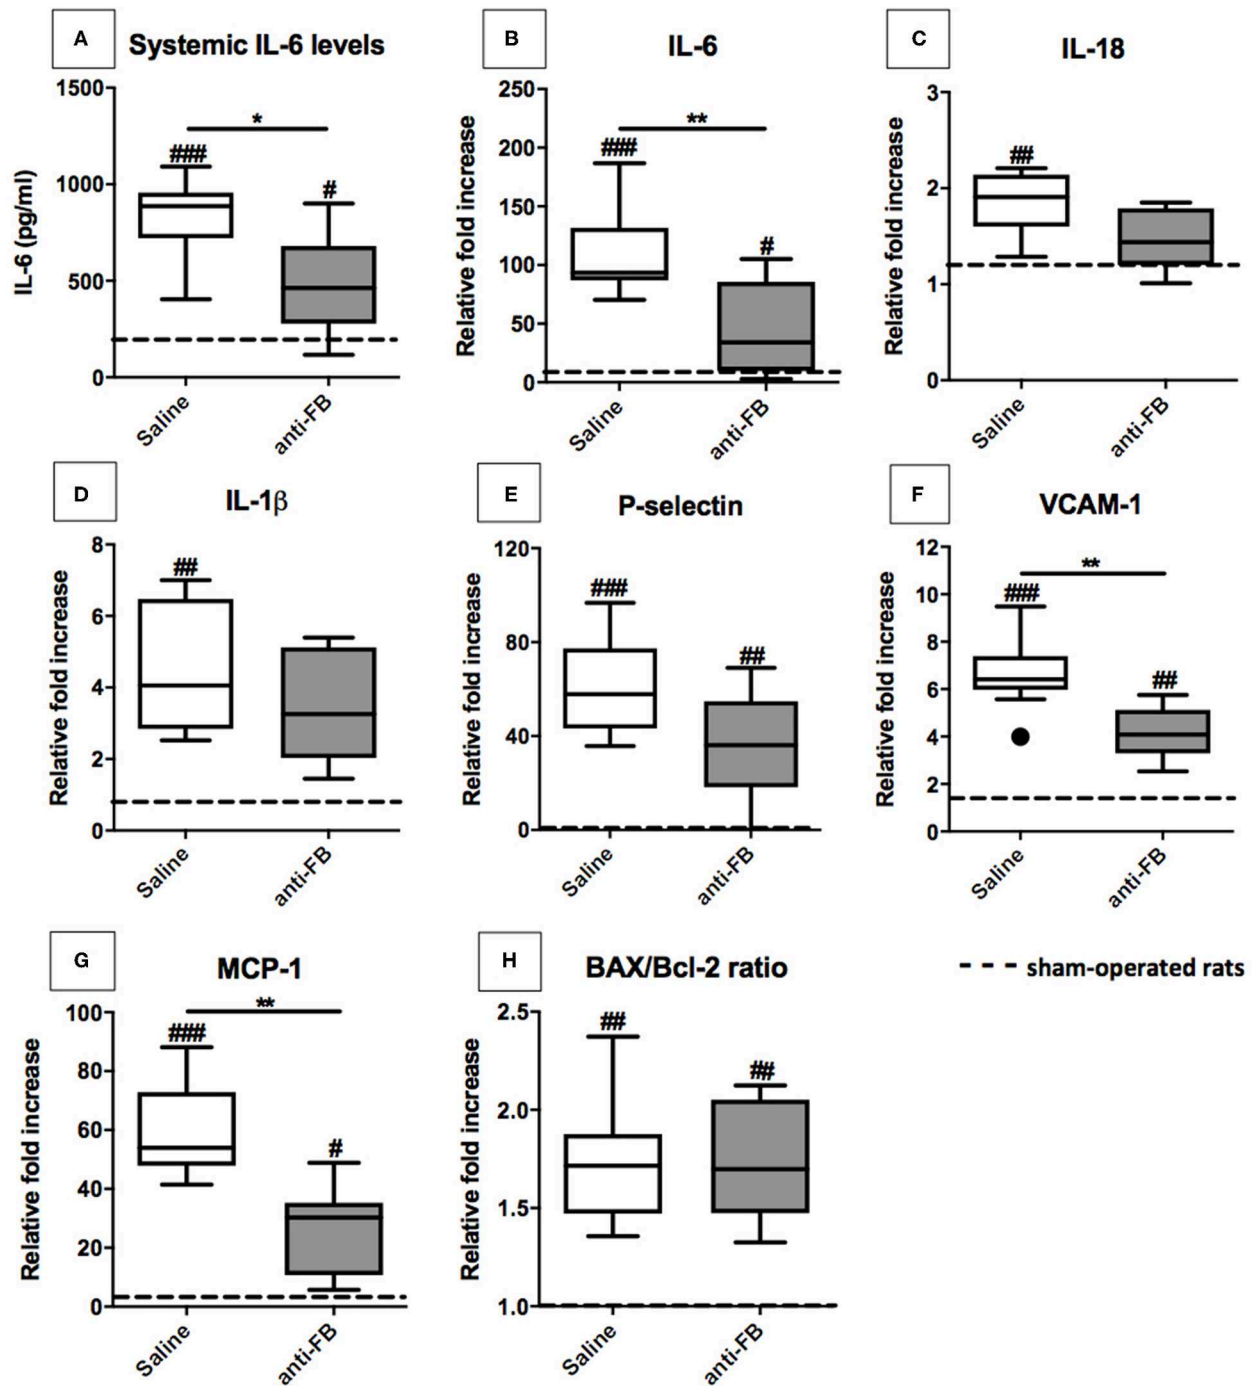 A Systemic IL-6 levels
IL-6 (pg/ml)
1500
1000
500
0
*
###
#
Saline
anti-FB
B IL-6
Relative fold increase
250
200
150
100
50
0
**
###
#
Saline
anti-FB
C IL-18
Relative fold increase
3
2
1
0
##
Saline
anti-FB
D IL-1β
Relative fold increase
8
6
4
2
0
##
Saline
anti-FB
E P-selectin
Relative fold increase
120
80
40
0
###
##
Saline
anti-FB
F VCAM-1
Relative fold increase
12
10
8
6
4
2
0
**
###
##
Saline
anti-FB
G MCP-1
Relative fold increase
100
80
60
40
20
0
**
###
#
Saline
anti-FB
H BAX/Bcl-2 ratio
Relative fold increase
2.5
2.0
1.5
1.0
##
##
Saline
anti-FB
sham-operated rats